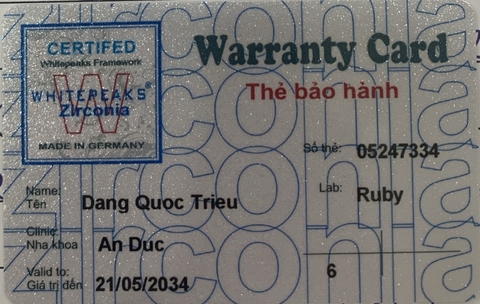 CERTIFED
Whitepeaks Framework
WHITEPEAKS®
Zirconia
MADE IN GERMANY
Warranty Card
Thẻ bảo hành
Số thẻ: 05247334
Lab: Ruby
Name:
Tên Dang Quoc Trieu
Clinic:
Nha khoa An Duc
6
Valid to:
Giá trị đến 21/05/2034